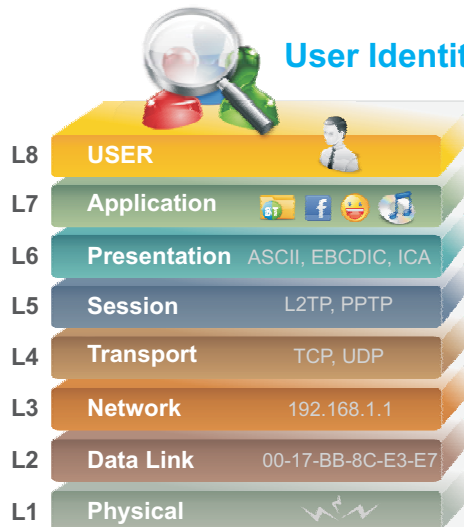 User Identit
L8 USER
L7 Application BT f
L6 Presentation ASCII, EBCDIC, ICA
L5 Session L2TP, PPTP
L4 Transport TCP, UDP
L3 Network 192.168.1.1
L2 Data Link 00-17-BB-8C-E3-E7
L1 Physical